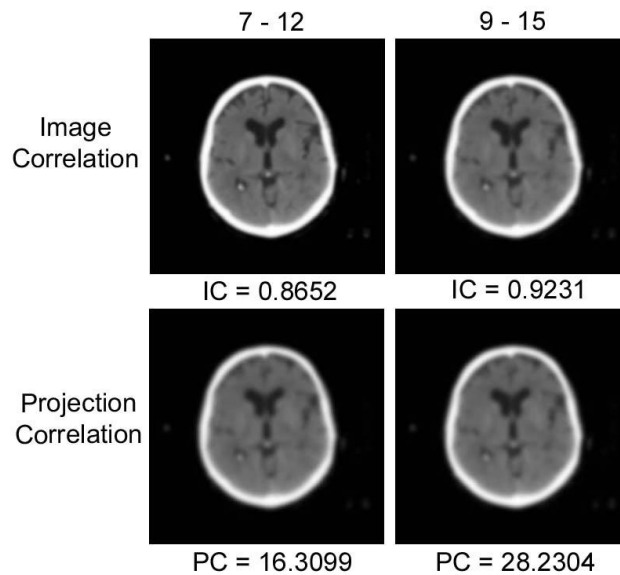 7 - 12
9 - 15
Image
Correlation
IC = 0.8652
IC = 0.9231
Projection
Correlation
PC = 16.3099
PC = 28.2304